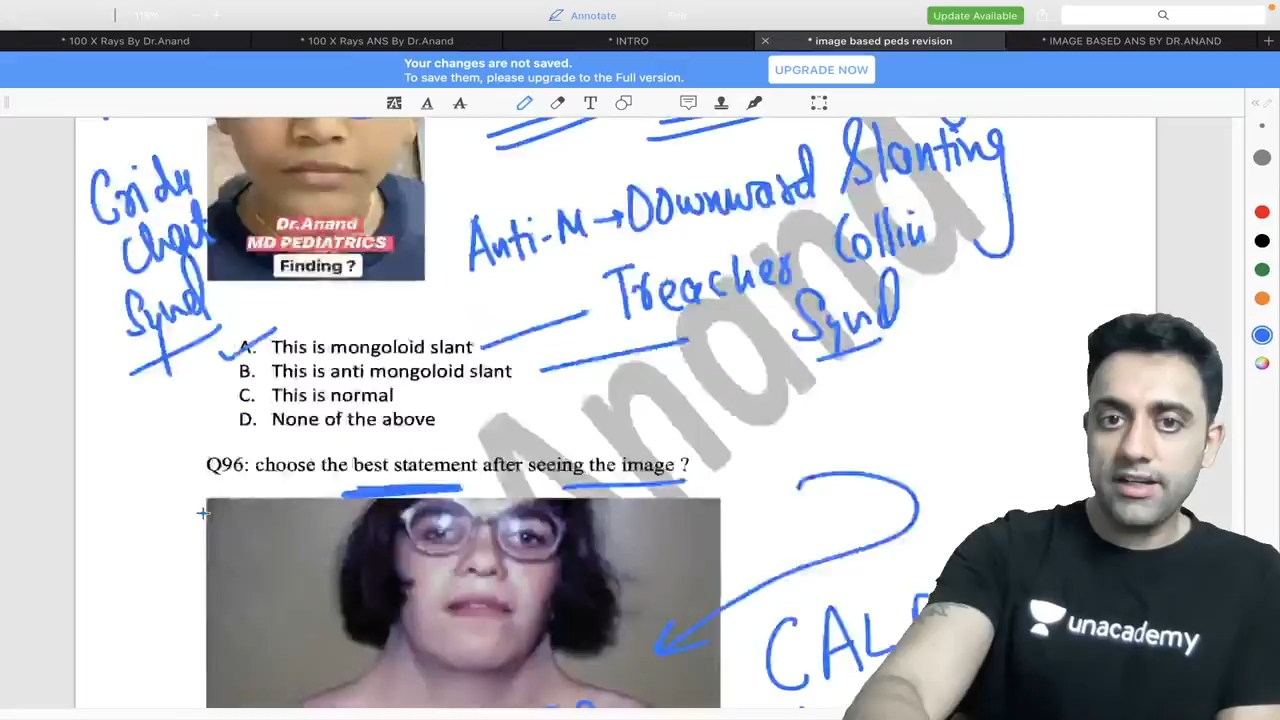 Annotate
Update Available
* 100 X Rays By Dr.Anand
* 100 X Rays ANS By Dr.Anand
* INTRO
* image based peds revision
* IMAGE BASED ANS BY DR.ANAND
Your changes are not saved.
To save them, please upgrade to the Full version.
UPGRADE NOW
Cri du
Chat
Synd
Dr.Anand
MD PEDIATRICS
Finding ?
Anti-M → Downward Slanting
Treacher Collin
Synd
A. This is mongoloid slant
B. This is anti mongoloid slant
C. This is normal
D. None of the above
Anand
Q96: choose the best statement after seeing the image ?
CAL
unacademy